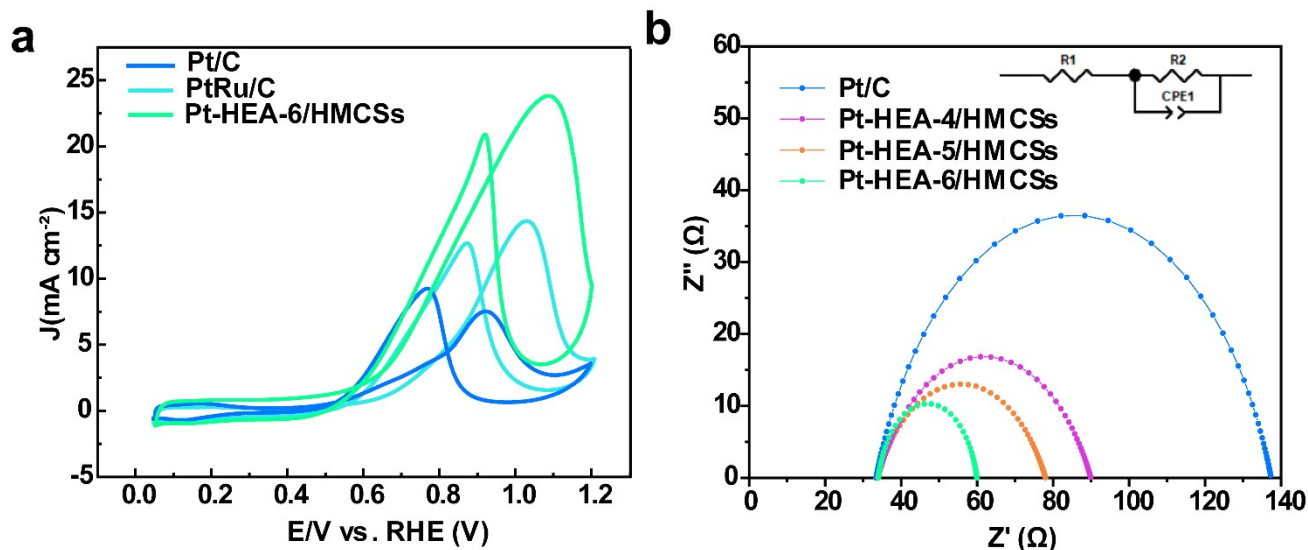 a
30
25
20
15
10
5
0
-5
J(mA cm⁻²)
Pt/C
PtRu/C
Pt-HEA-6/HMCSs
0.0 0.2 0.4 0.6 0.8 1.0 1.2
E/V vs. RHE (V)
b
60
50
40
30
20
10
0
Z'' (Ω)
R1 R2
CPE1
Pt/C
Pt-HEA-4/HMCSs
Pt-HEA-5/HMCSs
Pt-HEA-6/HMCSs
0 20 40 60 80 100 120 140
Z' (Ω)